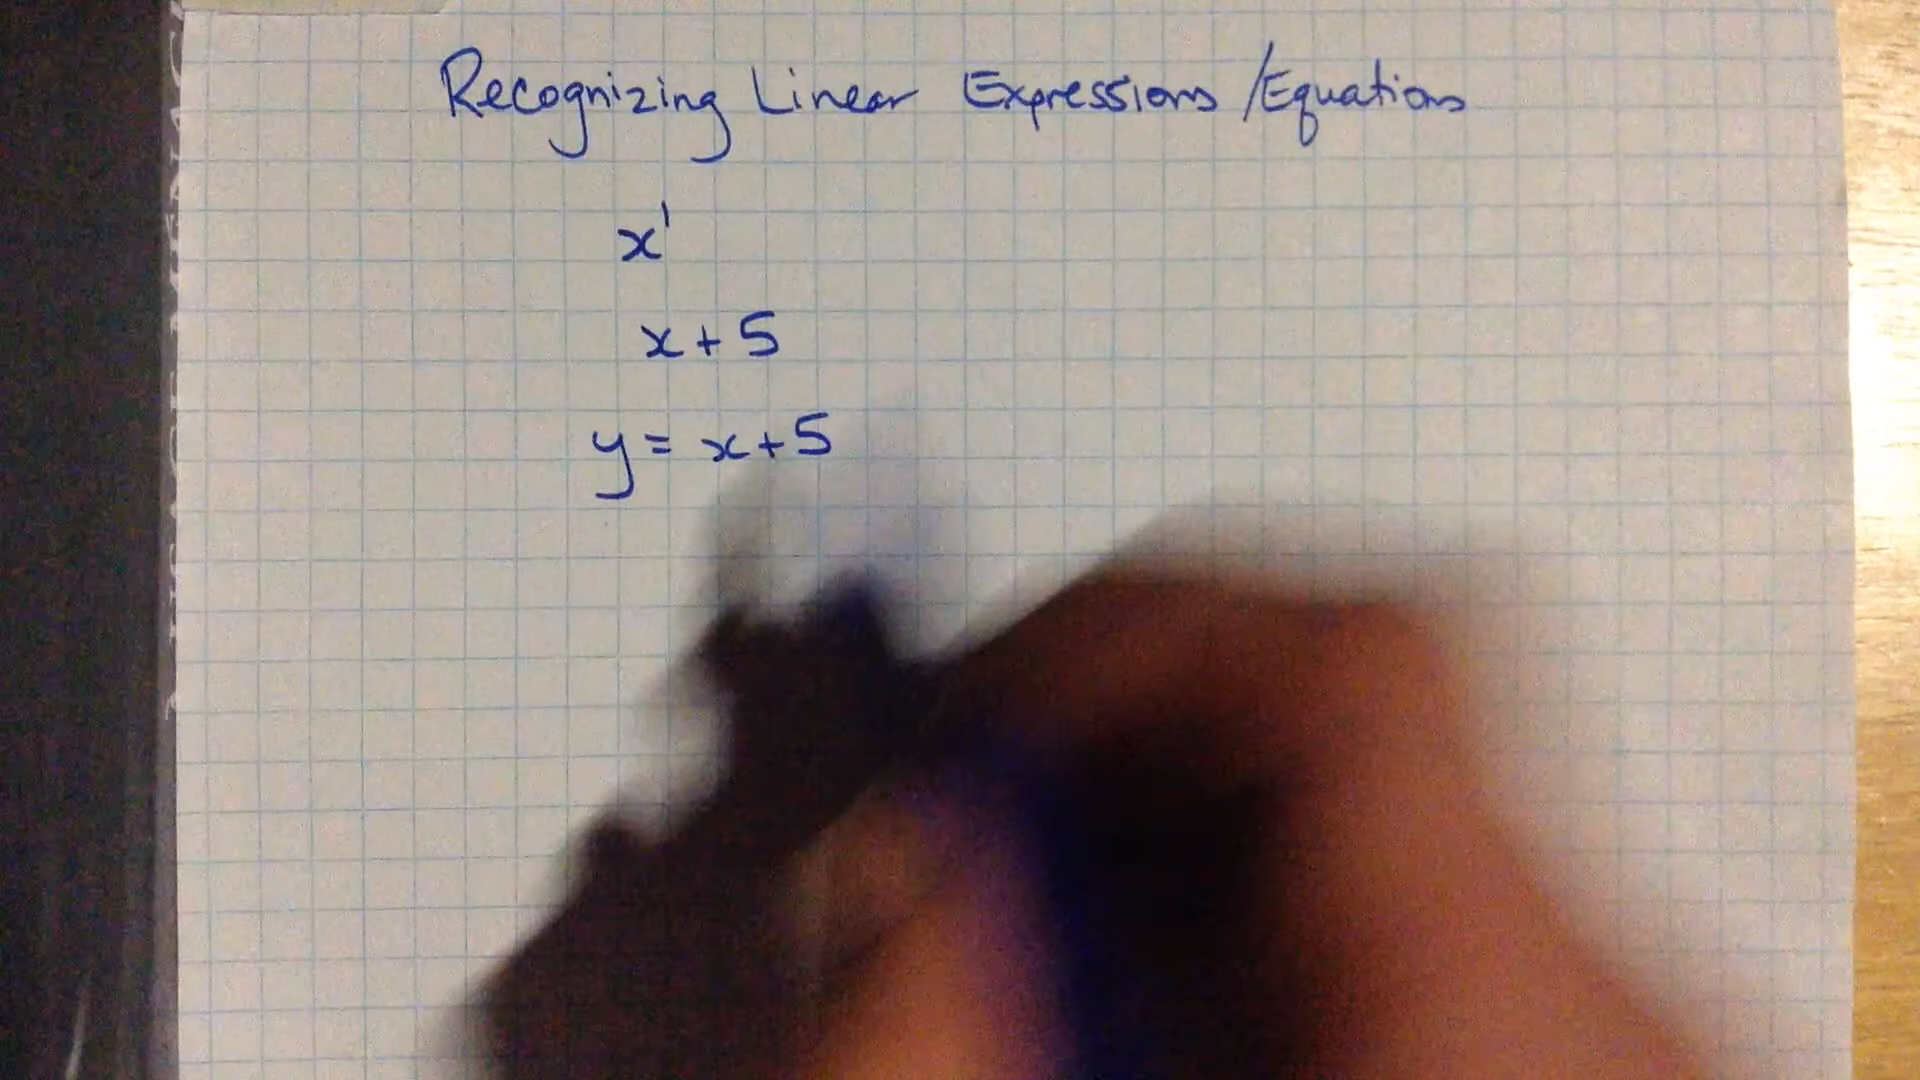 Recognizing Linear Expressions /Equations
x¹
x + 5
y = x + 5